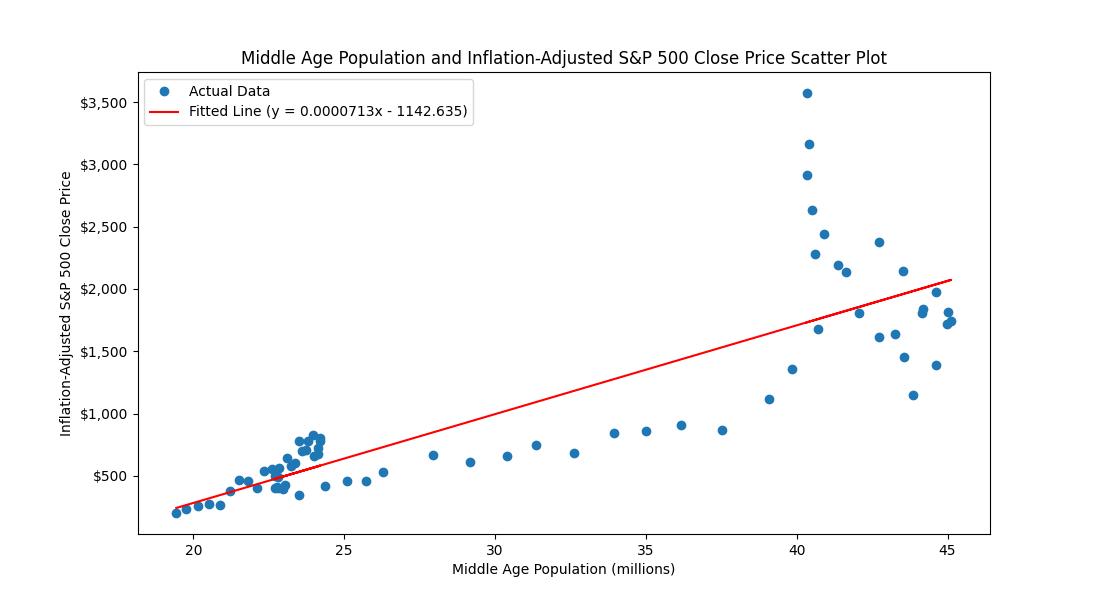 Middle Age Population and Inflation-Adjusted S&P 500 Close Price Scatter Plot
Actual Data
Fitted Line (y = 0.0000713x - 1142.635)
$3,500
$3,000
$2,500
$2,000
$1,500
$1,000
$500
Inflation-Adjusted S&P 500 Close Price
20
25
30
35
40
45
Middle Age Population (millions)